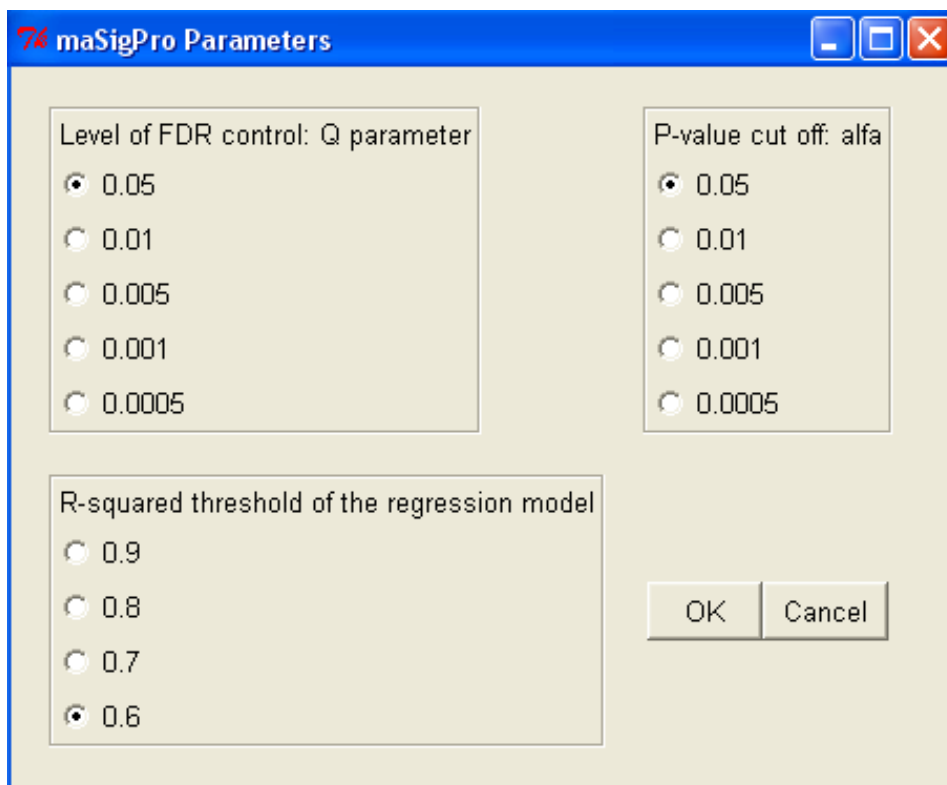 maSigPro Parameters
Level of FDR control: Q parameter
0.05
0.01
0.005
0.001
0.0005
P-value cut off: alfa
0.05
0.01
0.005
0.001
0.0005
R-squared threshold of the regression model
0.9
0.8
0.7
0.6
OK
Cancel